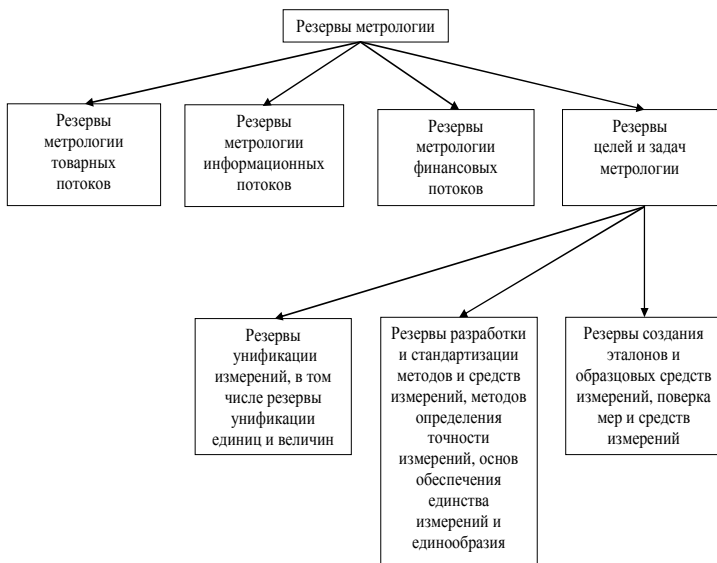 Резервы метрологии
Резервы
метрологии
товарных
потоков
Резервы
метрологии
информационных
потоков
Резервы
метрологии
финансовых
потоков
Резервы
целей и задач
метрологии
Резервы
унификации
измерений, в том
числе резервы
унификации
единиц и величин
Резервы разработки
и стандартизации
методов и средств
измерений, методов
определения
точности
измерений, основ
обеспечения
единства
измерений и
единообразия
Резервы создания
эталонов и
образцовых средств
измерений, поверка
мер и средств
измерений